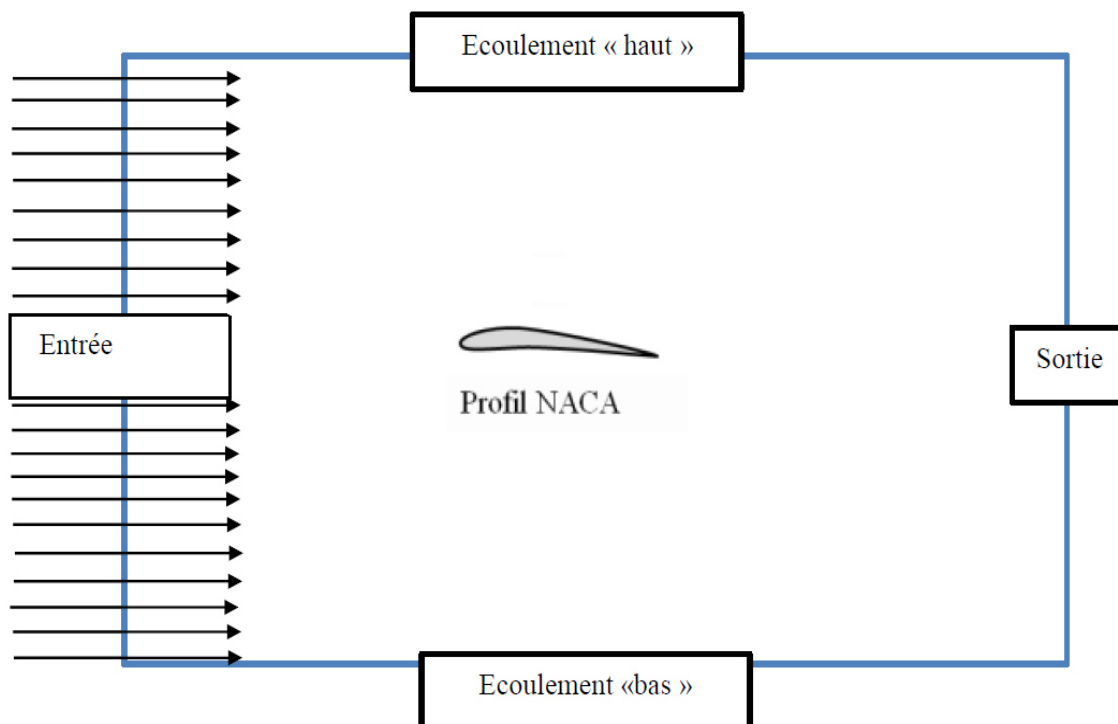 Ecoulement « haut »
Entrée
Sortie
Profil NACA
Ecoulement «bas »